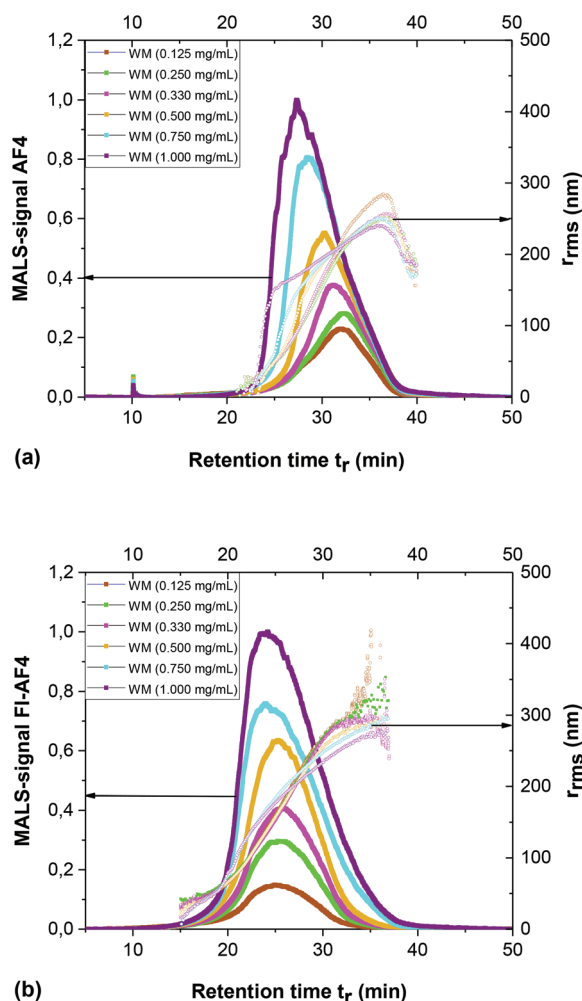 10 20 30 40 50
1,2
1,0
0,8
0,6
0,4
0,2
0,0
MALS-signal AF4
WM (0.125 mg/mL)
WM (0.250 mg/mL)
WM (0.330 mg/mL)
WM (0.500 mg/mL)
WM (0.750 mg/mL)
WM (1.000 mg/mL)
500
400
300
200
100
0
rrms (nm)
10 20 30 40 50
(a)
Retention time tr (min)
10 20 30 40 50
1,2
1,0
0,8
0,6
0,4
0,2
0,0
MALS-signal FI-AF4
WM (0.125 mg/mL)
WM (0.250 mg/mL)
WM (0.330 mg/mL)
WM (0.500 mg/mL)
WM (0.750 mg/mL)
WM (1.000 mg/mL)
500
400
300
200
100
0
rrms (nm)
10 20 30 40 50
(b)
Retention time tr (min)